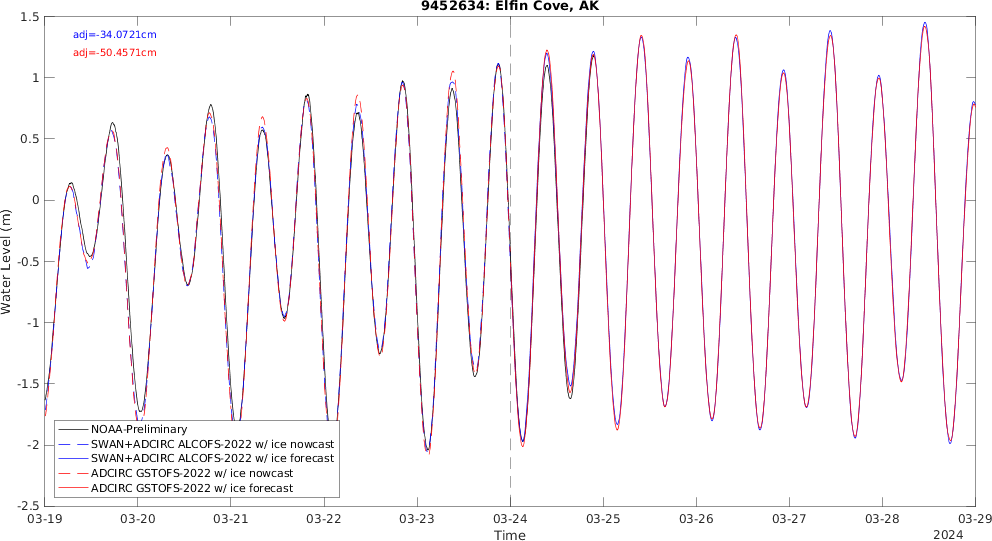 9452634: Elfin Cove, AK
adj=-34.0721cm
adj=-50.4571cm
1.5
1
0.5
0
-0.5
-1
-1.5
-2
-2.5
Water Level (m)
NOAA-Preliminary
SWAN+ADCIRC ALCOFS-2022 w/ ice nowcast
SWAN+ADCIRC ALCOFS-2022 w/ ice forecast
ADCIRC GSTOFS-2022 w/ ice nowcast
ADCIRC GSTOFS-2022 w/ ice forecast
03-19 03-20 03-21 03-22 03-23 03-24 03-25 03-26 03-27 03-28 03-29
Time
2024